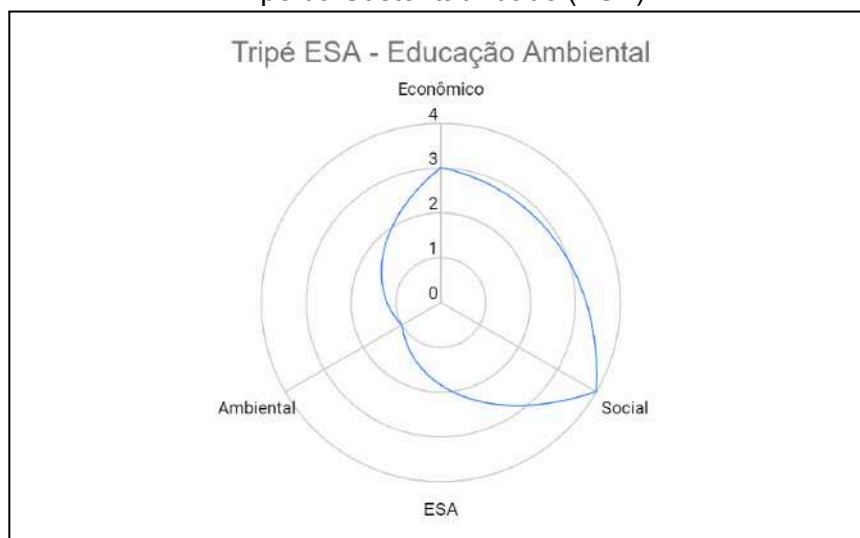 Tripé ESA - Educação Ambiental
Econômico
4
3
2
1
0
Ambiental
Social
ESA